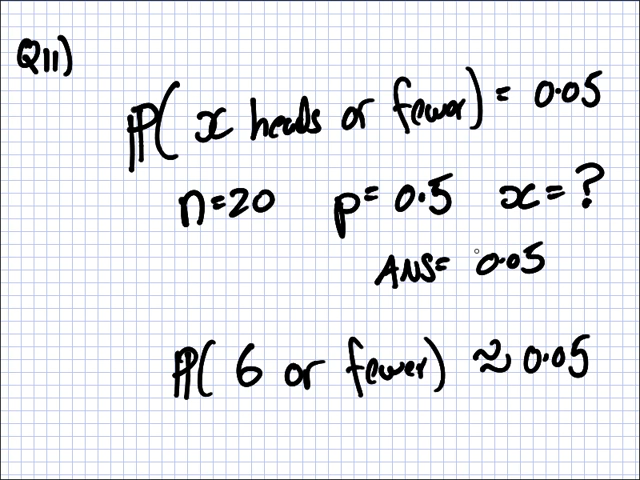 Q11)
ℙ( x heads or fewer) = 0.05
n=20 p= 0.5 x= ?
ANS= 0.05
ℙ( 6 or fewer) ≈ 0.05